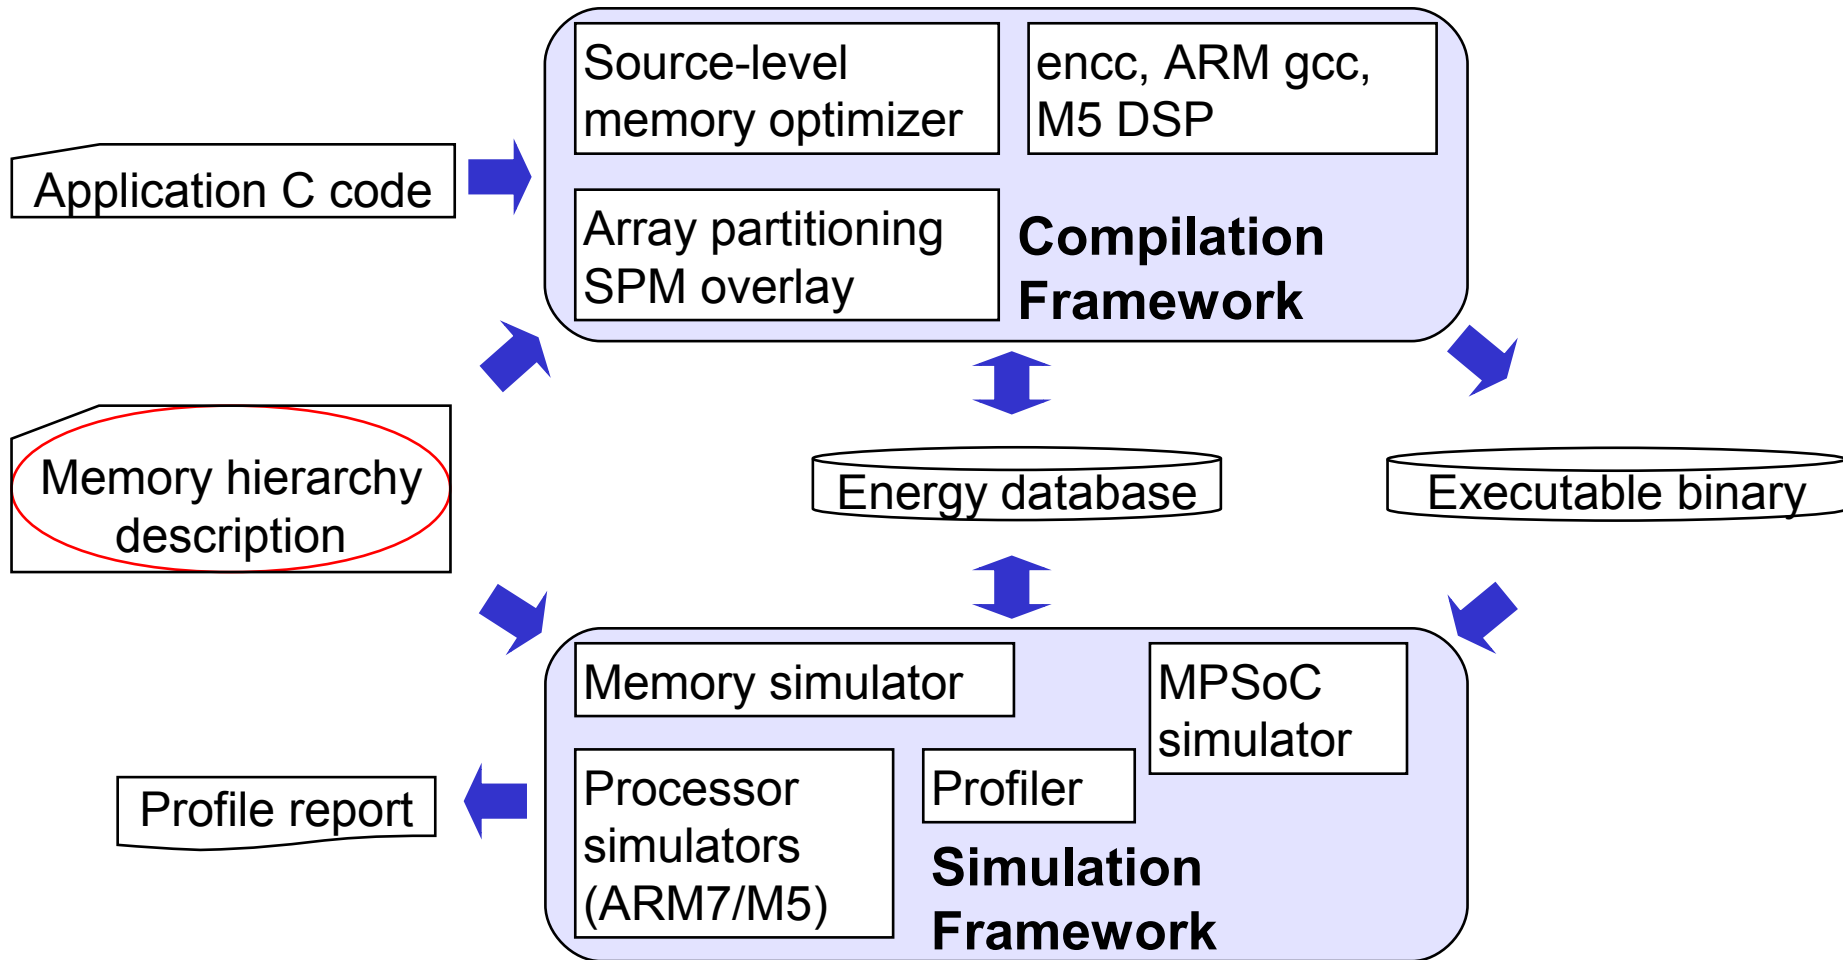 Source-level
memory optimizer
encc, ARM gcc,
M5 DSP
Application C code
Array partitioning
SPM overlay
Compilation
Framework
Memory hierarchy
description
Energy database
Executable binary
Memory simulator
MPSoC
simulator
Processor
simulators
(ARM7/M5)
Profiler
Profile report
Simulation
Framework